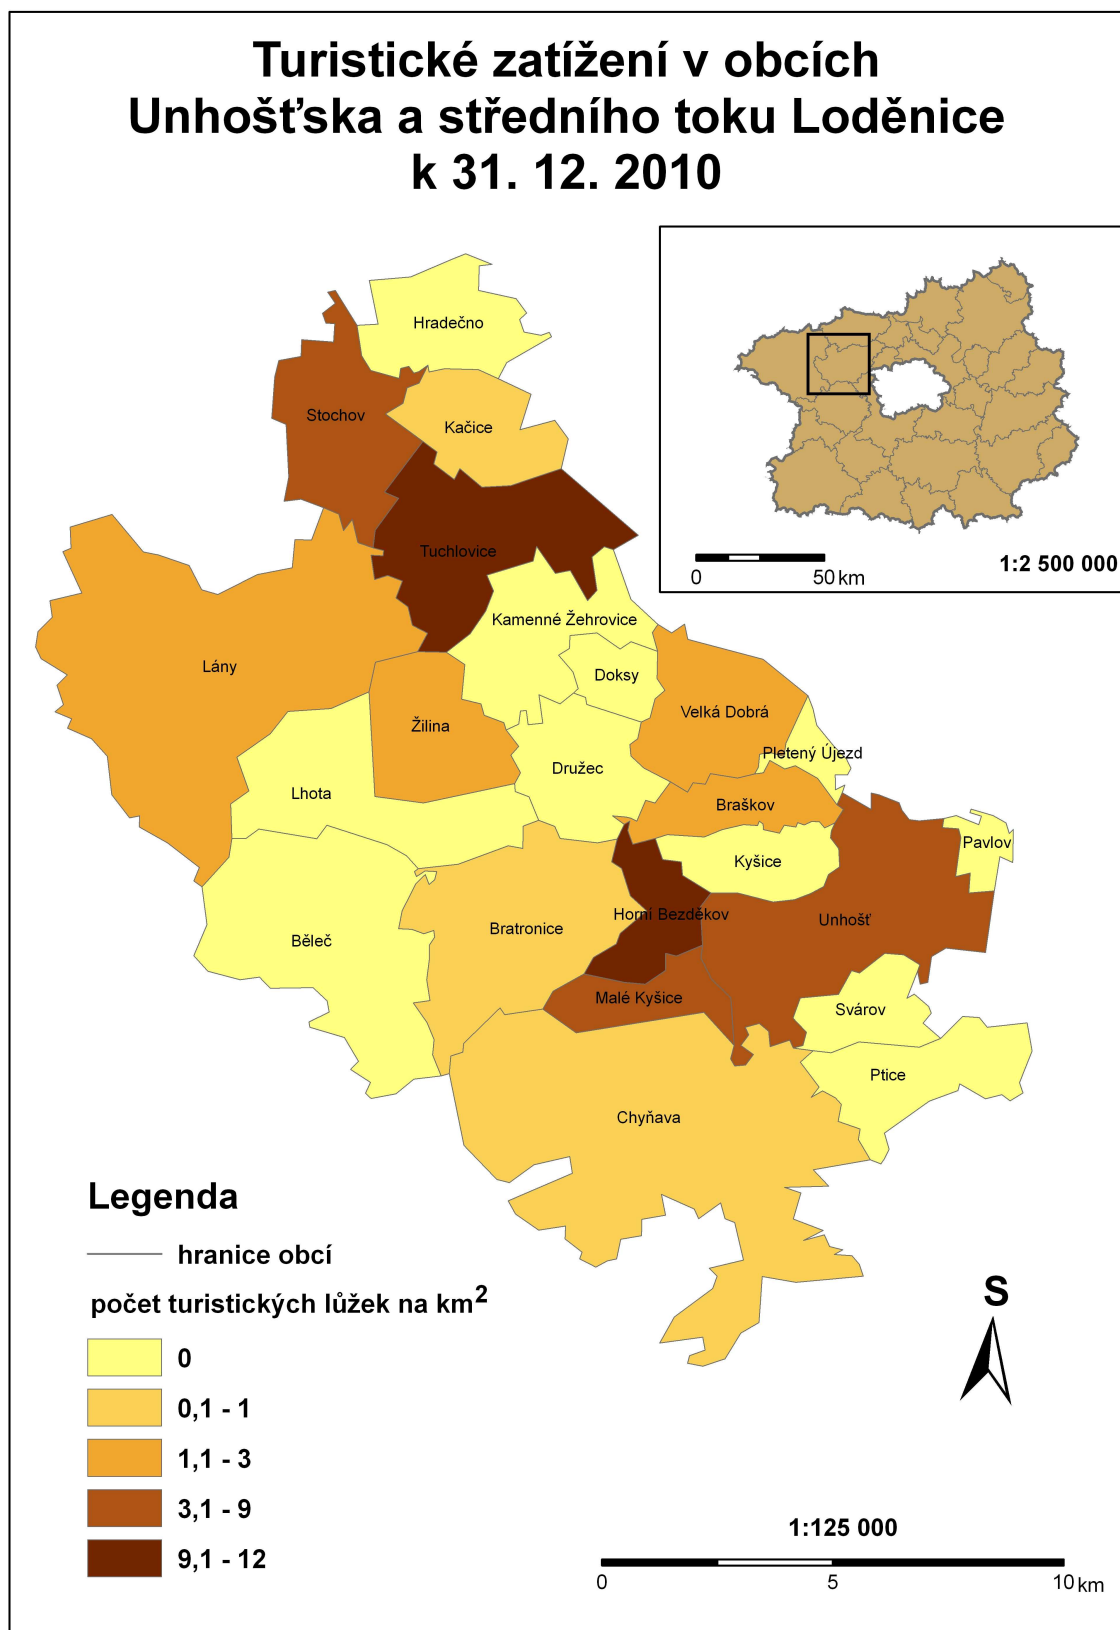 Turistické zatížení v obcích
Unhošťska a středního toku Loděnice
k 31. 12. 2010
1:2 500 000
0
50 km
Hradečno
Stochov
Kačice
Tuchlovice
Kamenné Žehrovice
Lány
Doksy
Žilina
Velká Dobrá
Pletený Újezd
Družec
Lhota
Braškov
Pavlov
Kyšice
Horní Bezděkov
Unhošť
Bratronice
Běleč
Malé Kyšice
Svárov
Ptice
Chyňava
Legenda
hranice obcí
počet turistických lůžek na km²
0
0,1 - 1
1,1 - 3
3,1 - 9
9,1 - 12
S
1:125 000
0
5
10 km